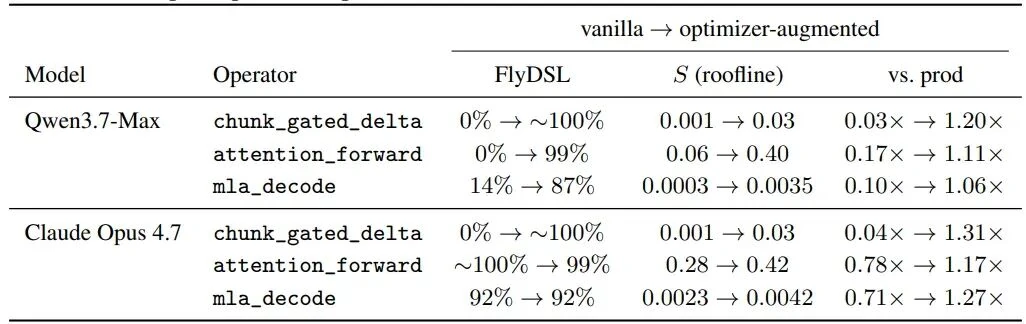 vanilla → optimizer-augmented
Model Operator FlyDSL S (roofline) vs. prod
Qwen3.7-Max chunk_gated_delta 0% → ∼100% 0.001 → 0.03 0.03× → 1.20×
attention_forward 0% → 99% 0.06 → 0.40 0.17× → 1.11×
mla_decode 14% → 87% 0.0003 → 0.0035 0.10× → 1.06×
Claude Opus 4.7 chunk_gated_delta 0% → ∼100% 0.001 → 0.03 0.04× → 1.31×
attention_forward ∼100% → 99% 0.28 → 0.42 0.78× → 1.17×
mla_decode 92% → 92% 0.0023 → 0.0042 0.71× → 1.27×